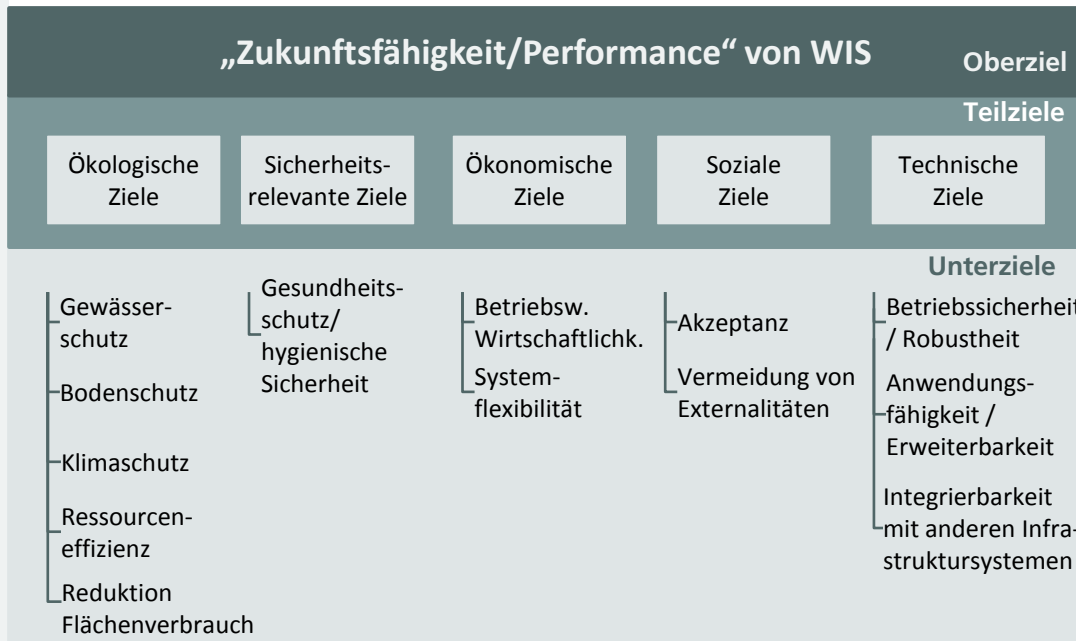 „Zukunftsfähigkeit/Performance“ von WIS
Oberziel
Teilziele
Ökologische
Ziele
Sicherheits-
relevante Ziele
Ökonomische
Ziele
Soziale
Ziele
Technische
Ziele
Unterziele
Gewässer-
schutz
Bodenschutz
Klimaschutz
Ressourcen-
effizienz
Reduktion
Flächenverbrauch
Gesundheits-
schutz/
hygienische
Sicherheit
Betriebsw.
Wirtschaftlichk.
System-
flexibilität
Akzeptanz
Vermeidung von
Externalitäten
Betriebssicherheit
/ Robustheit
Anwendungs-
fähigkeit /
Erweiterbarkeit
Integrierbarkeit
mit anderen Infra-
struktursystemen